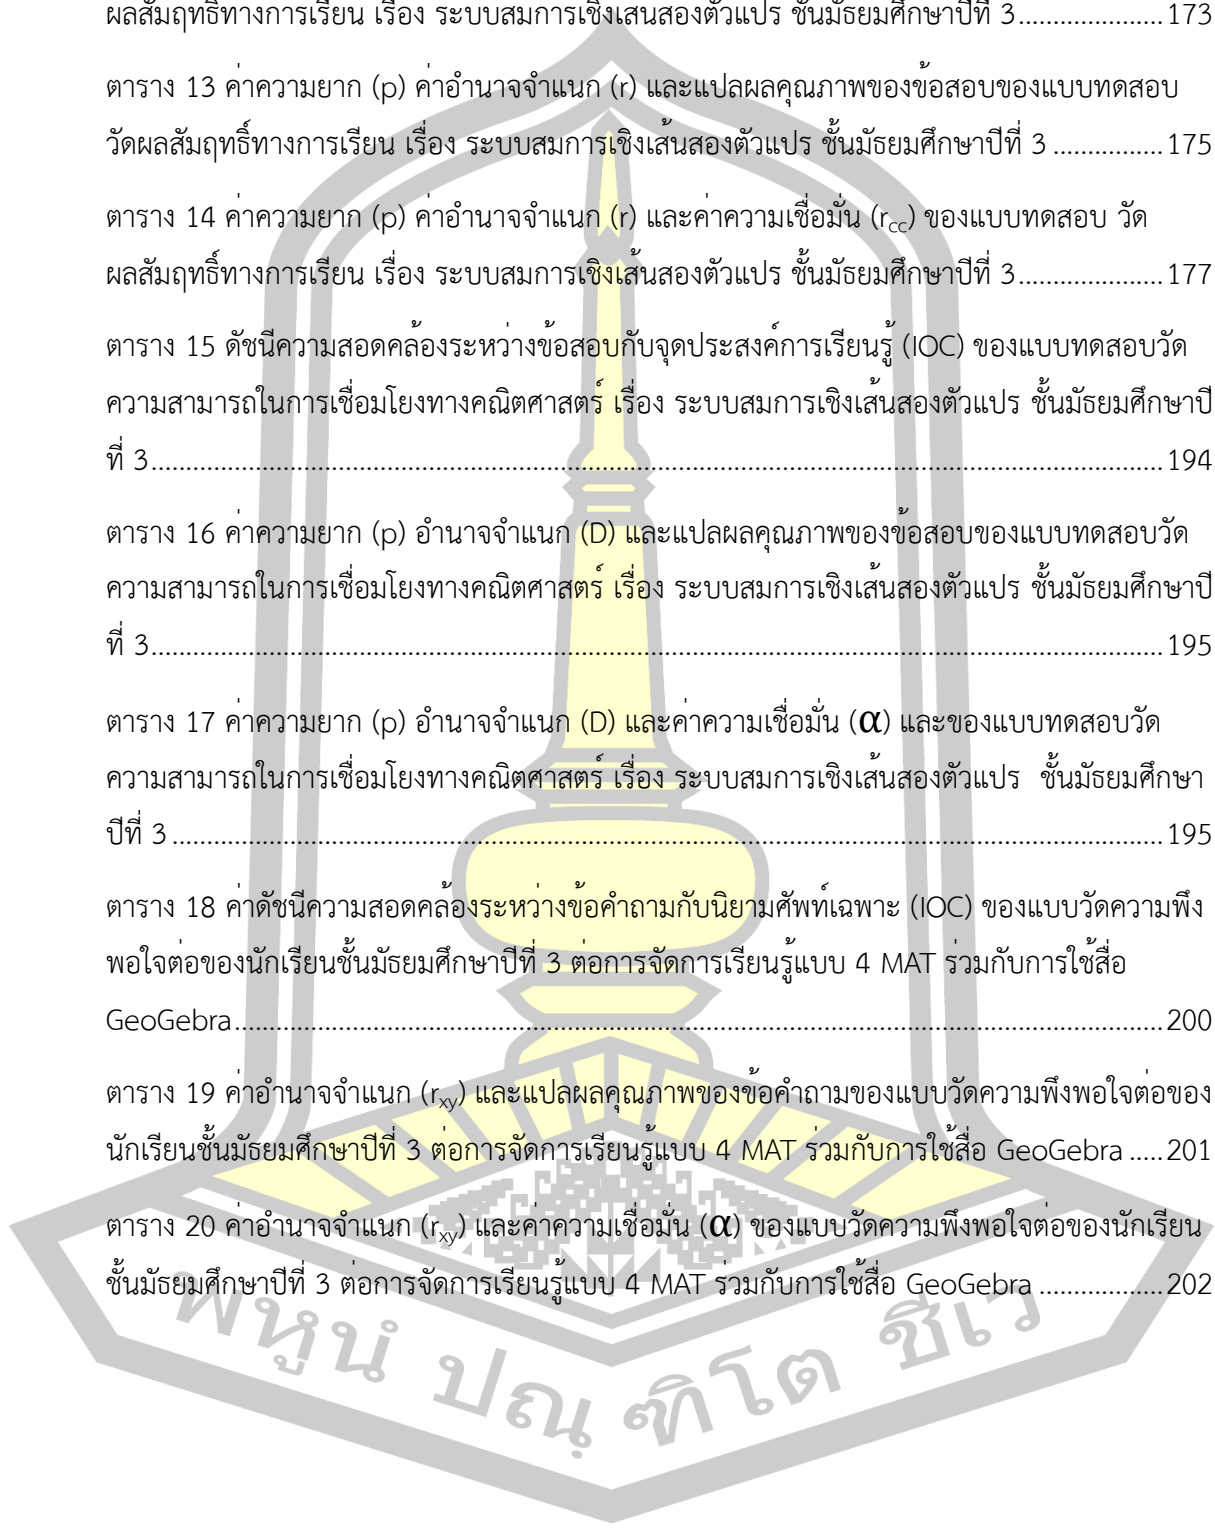 ผลสัมฤทธิ์ทางการเรียน เรื่อง ระบบสมการเชิงเส้นสองตัวแปร ชั้นมัธยมศึกษาปีที่ 3.....................173
ตาราง 13 ค่าความยาก (p) ค่าอำนาจจำแนก (r) และแปลผลคุณภาพของข้อสอบของแบบทดสอบ
วัดผลสัมฤทธิ์ทางการเรียน เรื่อง ระบบสมการเชิงเส้นสองตัวแปร ชั้นมัธยมศึกษาปีที่ 3 ................175
ตาราง 14 ค่าความยาก (p) ค่าอำนาจจำแนก (r) และค่าความเชื่อมั่น (rcc) ของแบบทดสอบ วัด
ผลสัมฤทธิ์ทางการเรียน เรื่อง ระบบสมการเชิงเส้นสองตัวแปร ชั้นมัธยมศึกษาปีที่ 3.....................177
ตาราง 15 ดัชนีความสอดคล้องระหว่างข้อสอบกับจุดประสงค์การเรียนรู้ (IOC) ของแบบทดสอบวัด
ความสามารถในการเชื่อมโยงทางคณิตศาสตร์ เรื่อง ระบบสมการเชิงเส้นสองตัวแปร ชั้นมัธยมศึกษาปี
ที่ 3...................................................................................................................................................194
ตาราง 16 ค่าความยาก (p) อำนาจจำแนก (D) และแปลผลคุณภาพของข้อสอบของแบบทดสอบวัด
ความสามารถในการเชื่อมโยงทางคณิตศาสตร์ เรื่อง ระบบสมการเชิงเส้นสองตัวแปร ชั้นมัธยมศึกษาปี
ที่ 3...................................................................................................................................................195
ตาราง 17 ค่าความยาก (p) อำนาจจำแนก (D) และค่าความเชื่อมั่น (α) และของแบบทดสอบวัด
ความสามารถในการเชื่อมโยงทางคณิตศาสตร์ เรื่อง ระบบสมการเชิงเส้นสองตัวแปร  ชั้นมัธยมศึกษา
ปีที่ 3 ................................................................................................................................................195
ตาราง 18 ค่าดัชนีความสอดคล้องระหว่างข้อคำถามกับนิยามศัพท์เฉพาะ (IOC) ของแบบวัดความพึง
พอใจต่อของนักเรียนชั้นมัธยมศึกษาปีที่ 3 ต่อการจัดการเรียนรู้แบบ 4 MAT ร่วมกับการใช้สื่อ
GeoGebra.......................................................................................................................................200
ตาราง 19 ค่าอำนาจจำแนก (rxy) และแปลผลคุณภาพของข้อคำถามของแบบวัดความพึงพอใจต่อของ
นักเรียนชั้นมัธยมศึกษาปีที่ 3 ต่อการจัดการเรียนรู้แบบ 4 MAT ร่วมกับการใช้สื่อ GeoGebra .....201
ตาราง 20 ค่าอำนาจจำแนก (rxy) และค่าความเชื่อมั่น (α) ของแบบวัดความพึงพอใจต่อของนักเรียน
ชั้นมัธยมศึกษาปีที่ 3 ต่อการจัดการเรียนรู้แบบ 4 MAT ร่วมกับการใช้สื่อ GeoGebra ..................202
พหูนํ ปณฺฑิโต ชีเว